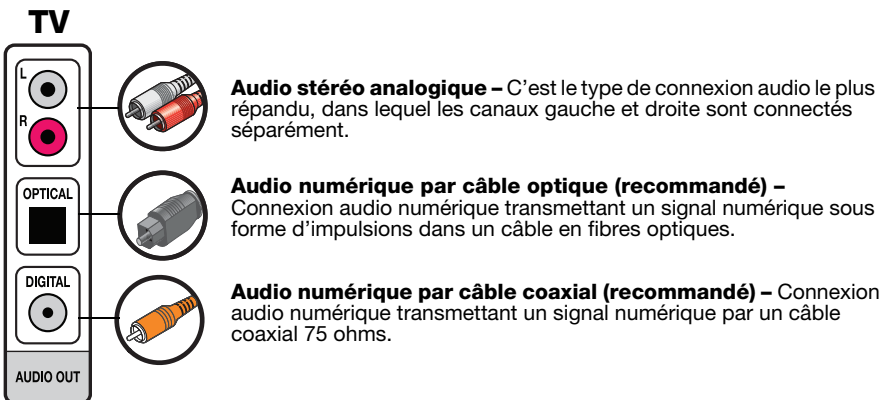 TV
L
R
OPTICAL
DIGITAL
AUDIO OUT
Audio stéréo analogique – C’est le type de connexion audio le plus
répandu, dans lequel les canaux gauche et droite sont connectés
séparément.
Audio numérique par câble optique (recommandé) –
Connexion audio numérique transmettant un signal numérique sous
forme d’impulsions dans un câble en fibres optiques.
Audio numérique par câble coaxial (recommandé) – Connexion
audio numérique transmettant un signal numérique par un câble
coaxial 75 ohms.